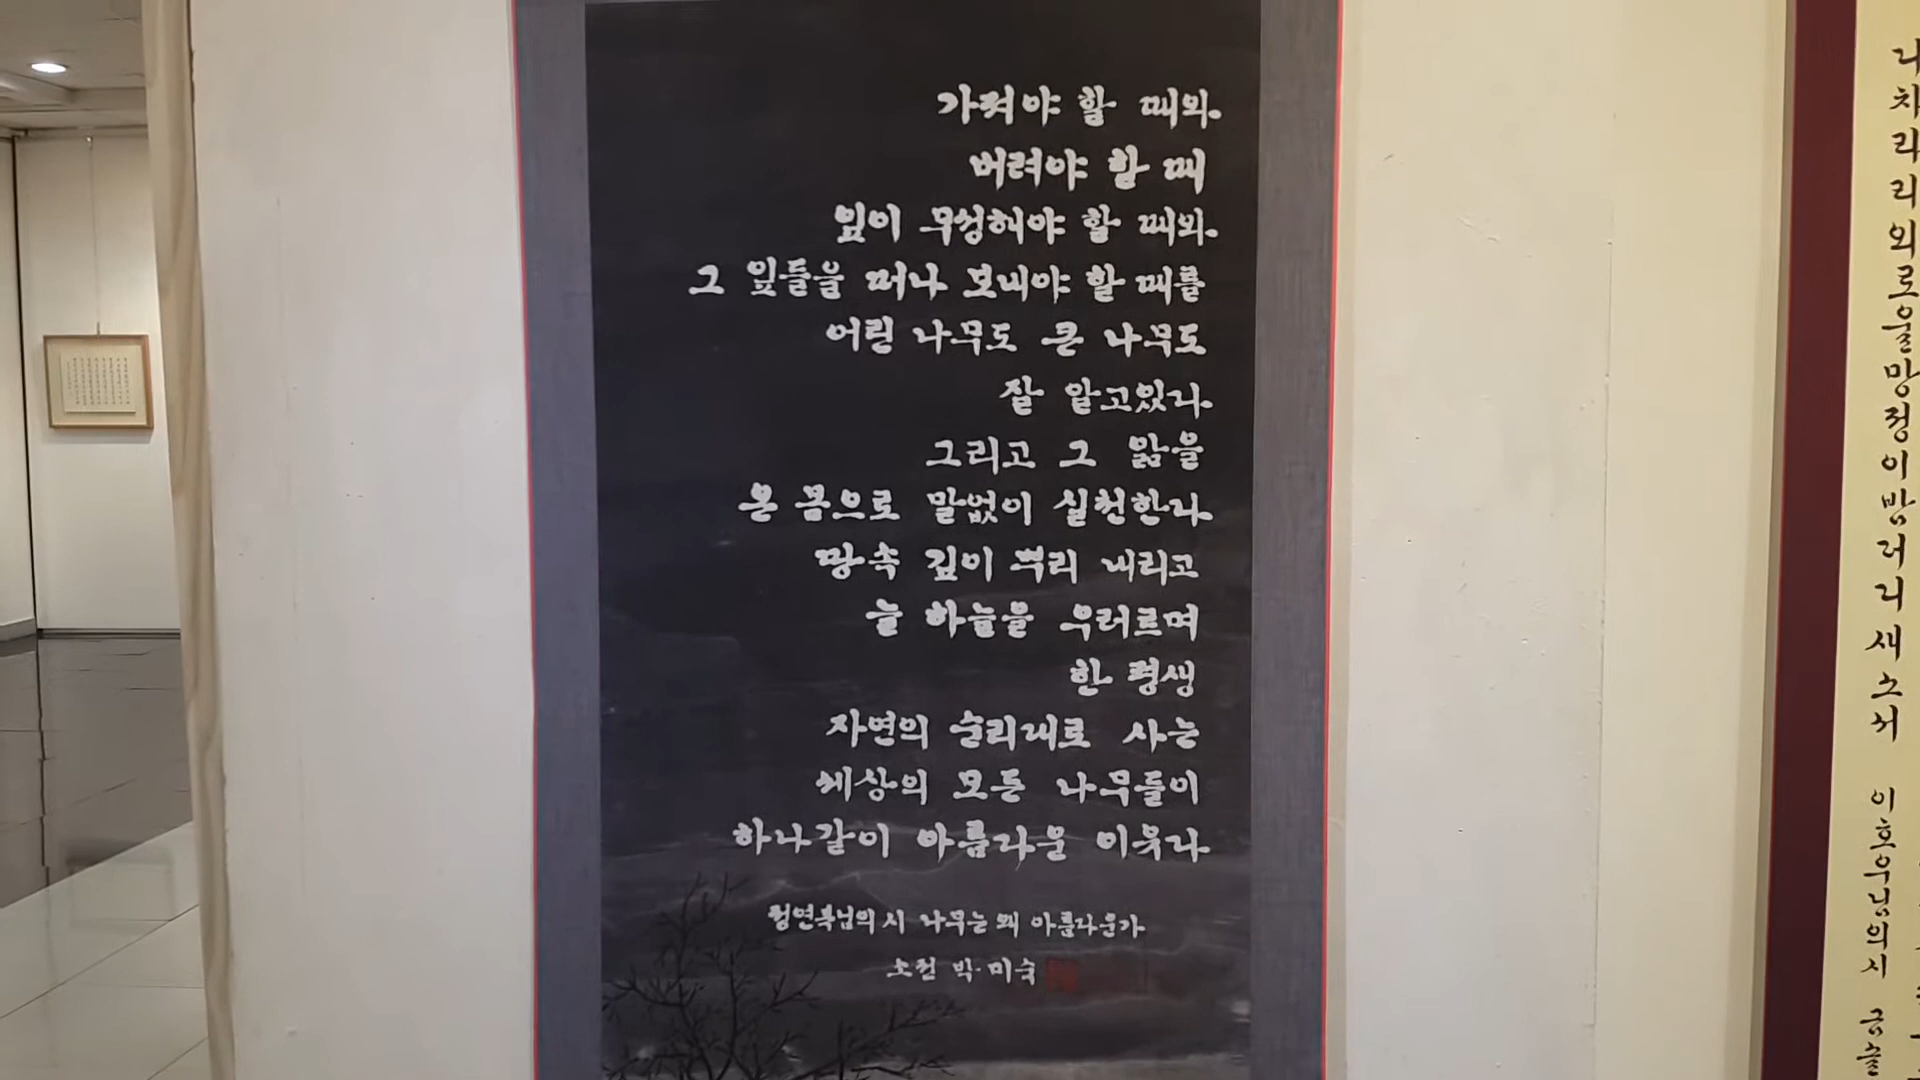 가져야 할 때와
버려야 할 때
잎이 무성해야 할 때와
그 잎들을 떠나 보내야 할 때를
어린 나무도 큰 나무도
잘 알고있다
그리고 그 앎을
온 몸으로 말없이 실천한다
땅속 깊이 뿌리 내리고
늘 하늘을 우러르며
한 평생
자연의 순리대로 사는
세상의 모든 나무들이
하나같이 아름다운 이유다
정연복님의 시 나무는 왜 아름다운가
소천 박미숙
이호우님의시